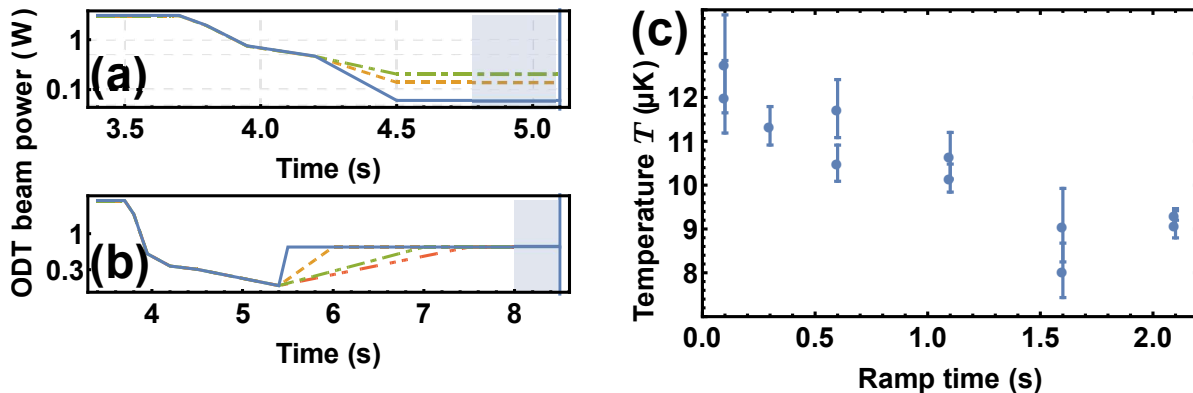 ODT beam power (W)
(a)
1
0.1
3.5 4.0 4.5 5.0
Time (s)
(b)
1
0.3
4 5 6 7 8
Time (s)
(c)
Temperature T (μK)
12
11
10
9
8
0.0 0.5 1.0 1.5 2.0
Ramp time (s)